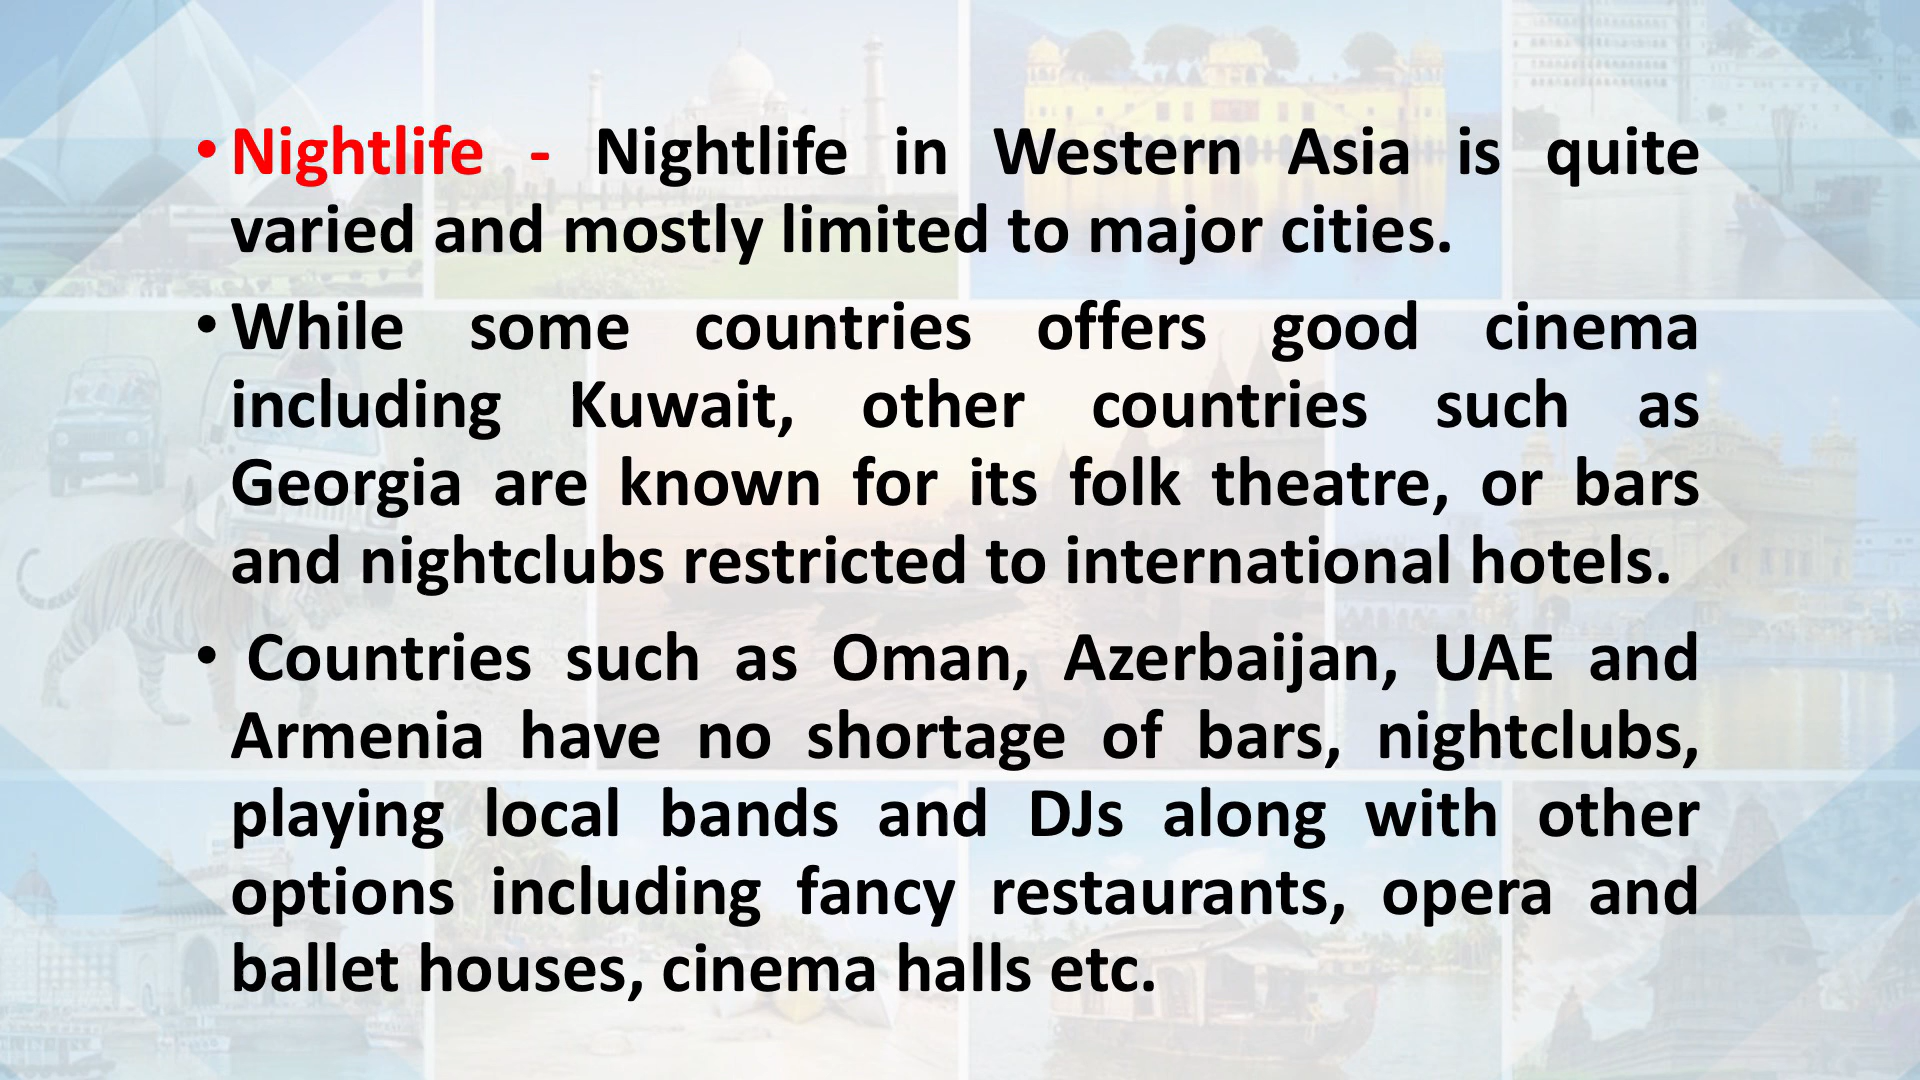 • Nightlife - Nightlife in Western Asia is quite
varied and mostly limited to major cities.
• While some countries offers good cinema
including Kuwait, other countries such as
Georgia are known for its folk theatre, or bars
and nightclubs restricted to international hotels.
• Countries such as Oman, Azerbaijan, UAE and
Armenia have no shortage of bars, nightclubs,
playing local bands and DJs along with other
options including fancy restaurants, opera and
ballet houses, cinema halls etc.